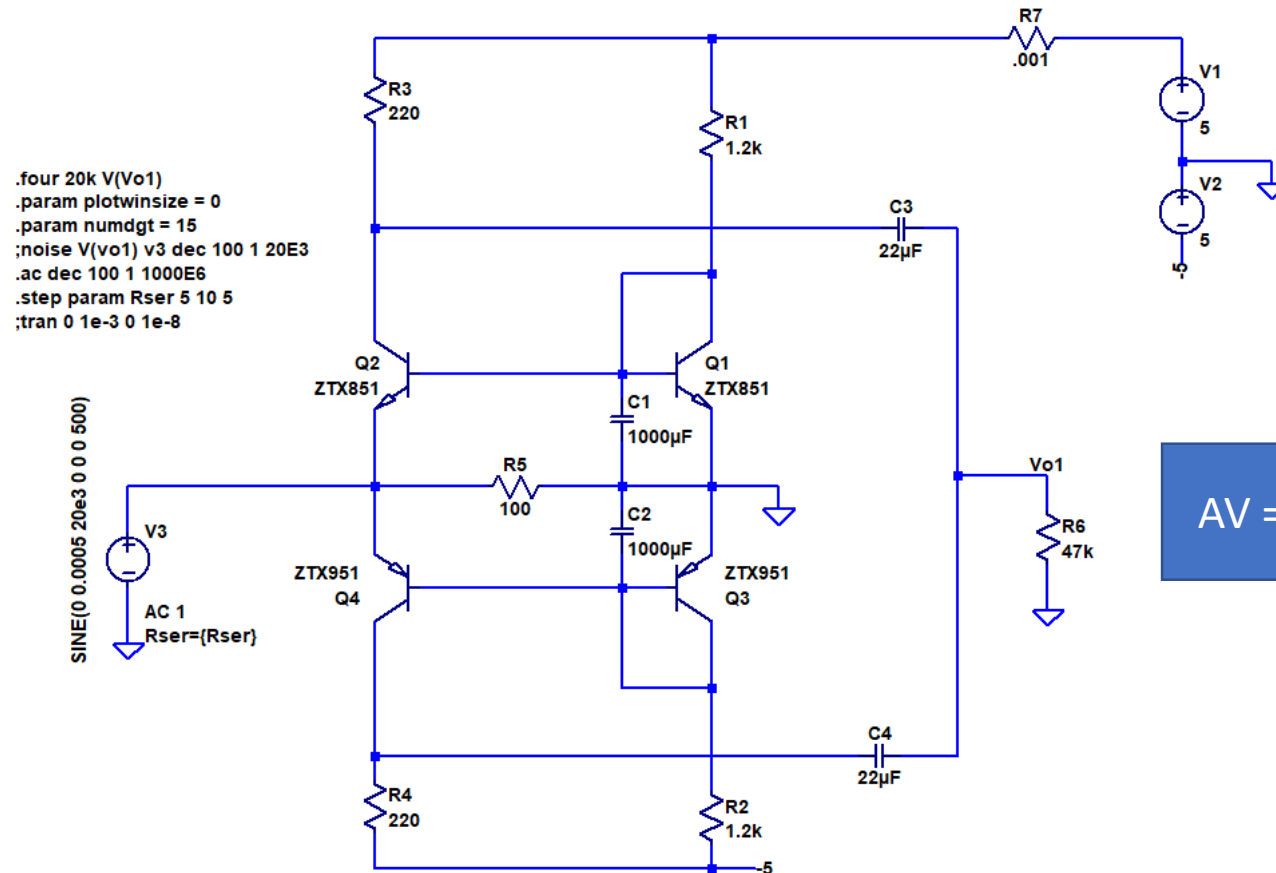 R7
.001
V1
5
V2
5
-5
R3
220
R1
1.2k
.four 20k V(Vo1)
.param plotwinsize = 0
.param numdgt = 15
;noise V(vo1) v3 dec 100 1 20E3
.ac dec 100 1 1000E6
.step param Rser 5 10 5
;tran 0 1e-3 0 1e-8
C3
22µF
Q2
ZTX851
Q1
ZTX851
C1
1000µF
R5
100
C2
1000µF
SINE(0 0.0005 20e3 0 0 0 500)
V3
AC 1
Rser={Rser}
ZTX951
Q4
ZTX951
Q3
Vo1
R6
47k
AV =
C4
22µF
R4
220
R2
1.2k
-5